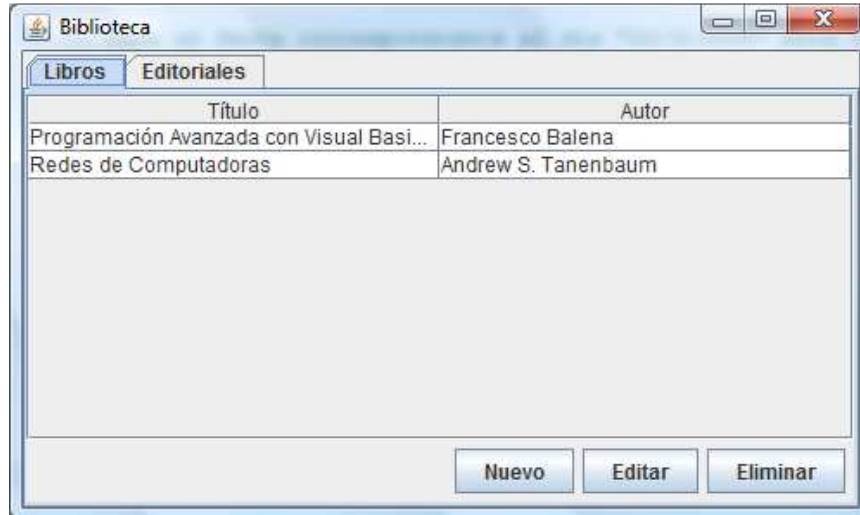 Biblioteca
Libros Editoriales
Título Autor
Programación Avanzada con Visual Basi... Francesco Balena
Redes de Computadoras Andrew S. Tanenbaum
Nuevo Editar Eliminar